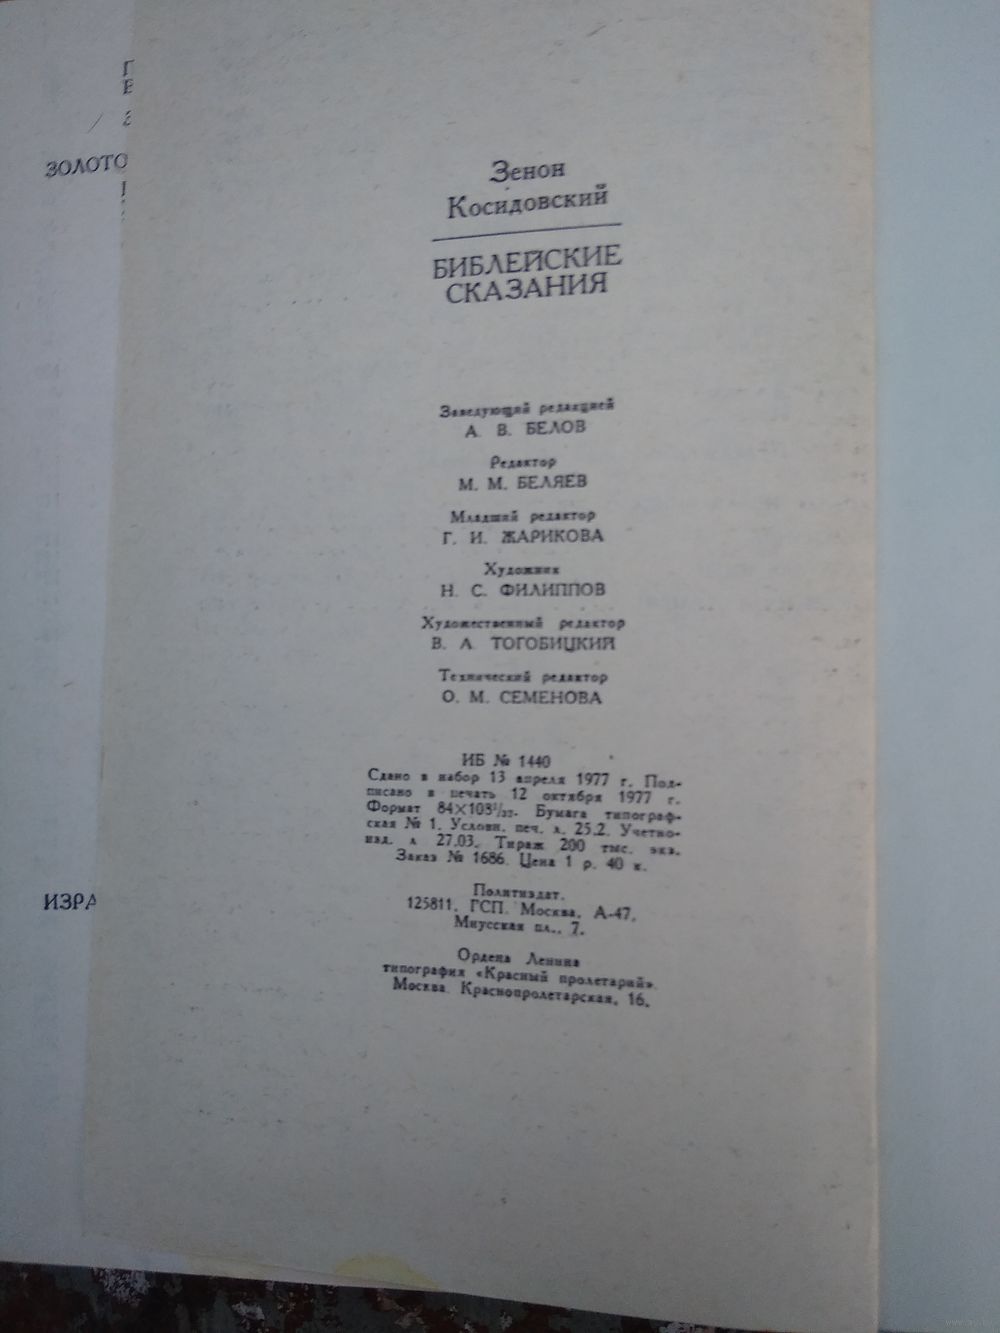 ЗОЛОТО
ИЗРА
Зенон
Косидовский
БИБЛЕЙСКИЕ
СКАЗАНИЯ
Заведующий редакцией
А. В. БЕЛОВ
Редактор
М. М. БЕЛЯЕВ
Младший редактор
Г. И. ЖАРИКОВА
Художник
Н. С. ФИЛИППОВ
Художественный редактор
В. А. ТОГОБИЦКИЙ
Технический редактор
О. М. СЕМЕНОВА
ИБ № 1440
Сдано в набор 13 апреля 1977 г. Под-
писано в печать 12 октября 1977 г.
Формат 84×108¹/₃₂. Бумага типограф-
ская № 1. Условн. печ. л. 25,2. Учетно-
изд. л. 27,03. Тираж 200 тыс. экз.
Заказ № 1686. Цена 1 р. 40 к.
Политиздат.
125811, ГСП, Москва, А-47,
Миусская пл., 7.
Ордена Ленина
типография «Красный пролетарий».
Москва, Краснопролетарская, 16.